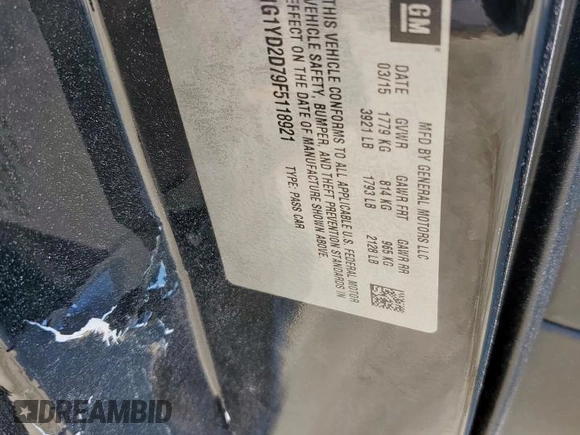 GM
MFD BY GENERAL MOTORS LLC
DATE GVWR GAWR FRT GAWR RR
03/15 1779 KG 814 KG 965 KG
3921 LB 1793 LB 2128 LB
THIS VEHICLE CONFORMS TO ALL APPLICABLE U.S. FEDERAL MOTOR
VEHICLE SAFETY, BUMPER, AND THEFT PREVENTION STANDARDS IN
EFFECT ON THE DATE OF MANUFACTURE SHOWN ABOVE.
1G1YD2D79F5118921 TYPE: PASS CAR
DREAMBID